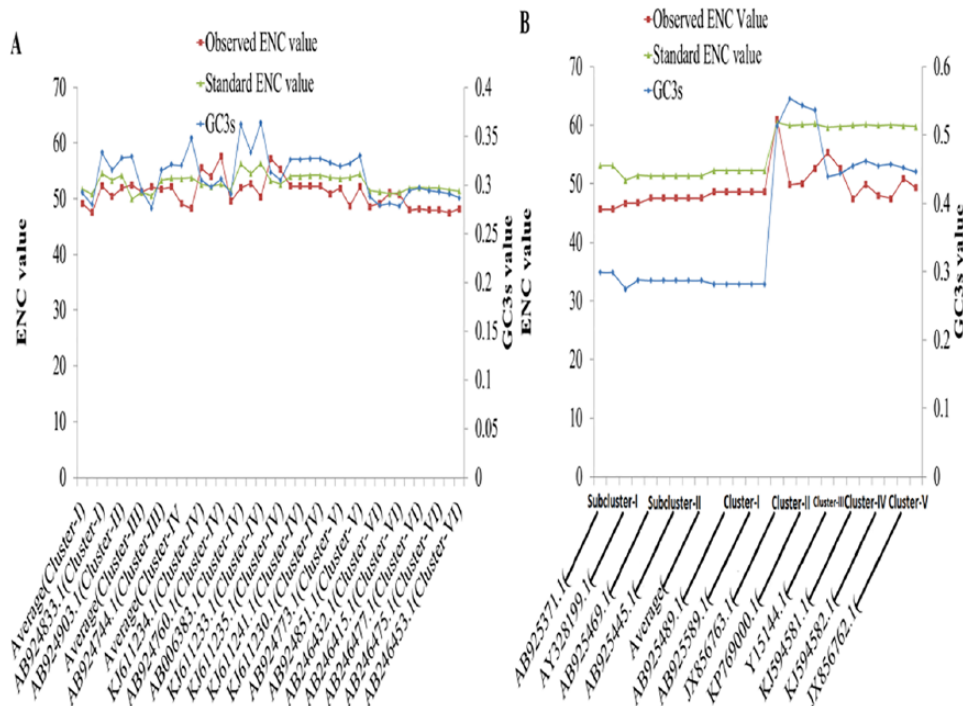 A
Observed ENC value
Standard ENC value
GC3s
70
60
50
40
30
20
10
0
ENC value
0.4
0.35
0.3
0.25
0.2
0.15
0.1
0.05
0
GC3s value
Average(Cluster-I)
AB924833.1(Cluster-I)
AB924903.1(Cluster-II)
Average(Cluster-III)
AB924744.1(Cluster-III)
Average(Cluster-IV
KJ611234.1(Cluster-IV)
AB924760.1(Cluster-IV)
AB006383.1(Cluster-IV)
KJ611233.1(Cluster-IV)
KJ611235.1(Cluster-IV)
KJ611241.1(Cluster-IV)
KJ611230.1(Cluster-IV)
AB924773.1(Cluster-V)
AB924851.1(Cluster-V)
AB246432.1(Cluster-VI)
AB246415.1(Cluster-VI)
AB246477.1(Cluster-VI)
AB246475.1(Cluster-VI)
AB246453.1(Cluster-VI)
B
Observed ENC Value
Standard ENC value
GC3s
70
60
50
40
30
20
10
0
ENC value
0.6
0.5
0.4
0.3
0.2
0.1
0
GC3s value
Subcluster-I
Subcluster-II
Cluster-I
Cluster-II
Cluster-III
Cluster-IV
Cluster-V
AB925371.1(
AY328199.1(
AB925469.1(
AB925445.1(
Average(
AB925489.1(
AB925589.1(
JX856763.1(
KP769000.1(
Y15144.1(
KJ594581.1(
KJ594582.1(
JX856762.1(